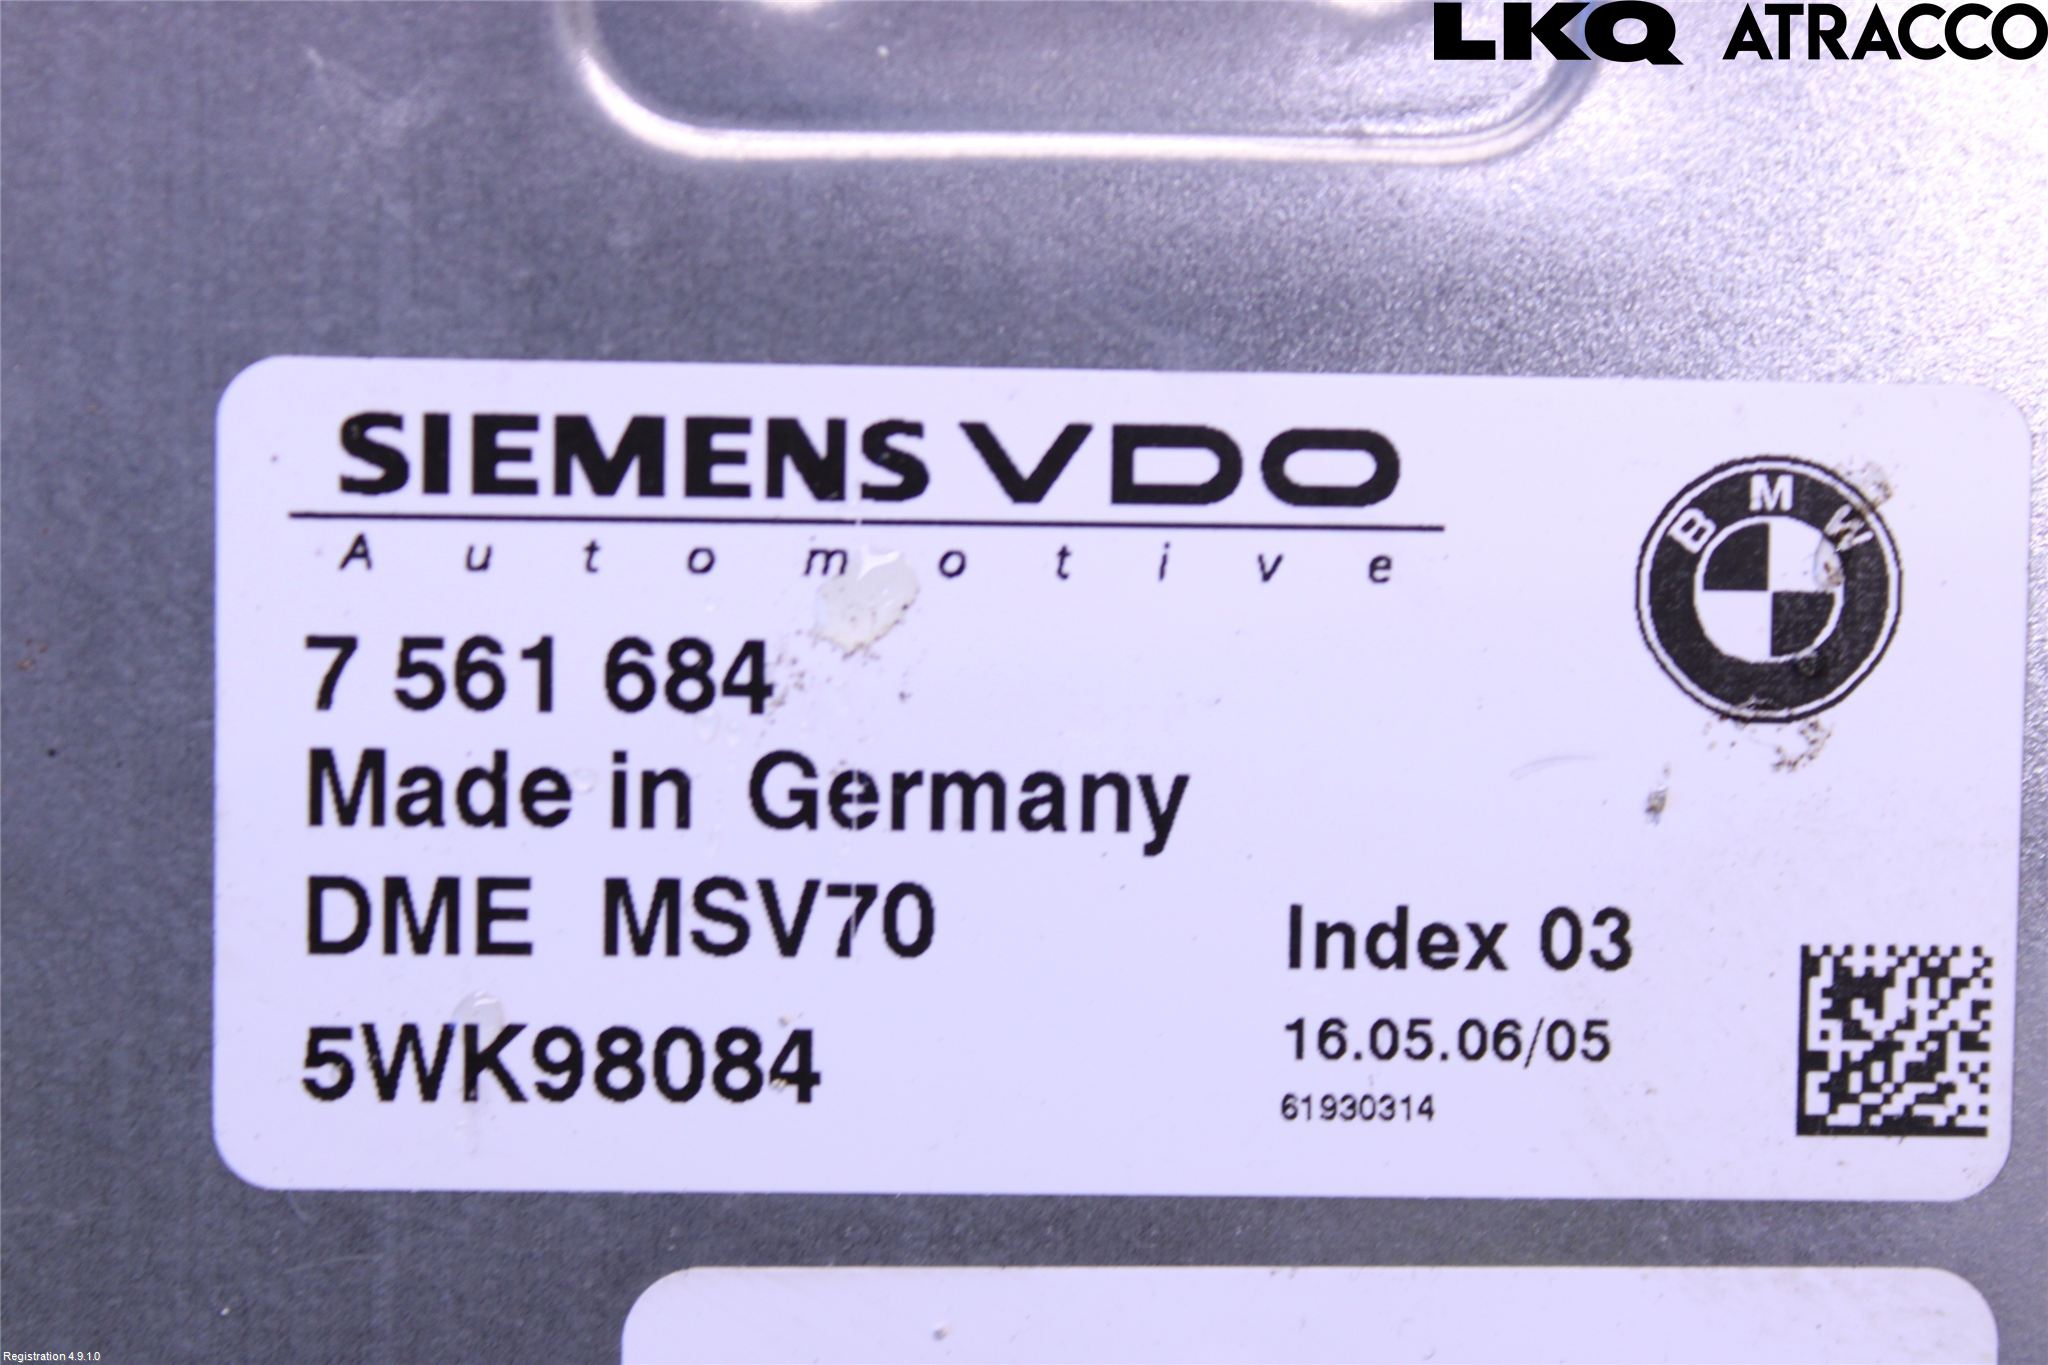 LKQ ATRACCO
SIEMENS VDO
Automotive
BMW
7 561 684
Made in Germany
DME MSV70
Index 03
5WK98084
16.05.06/05
61930314
Registration 4.9.1.0